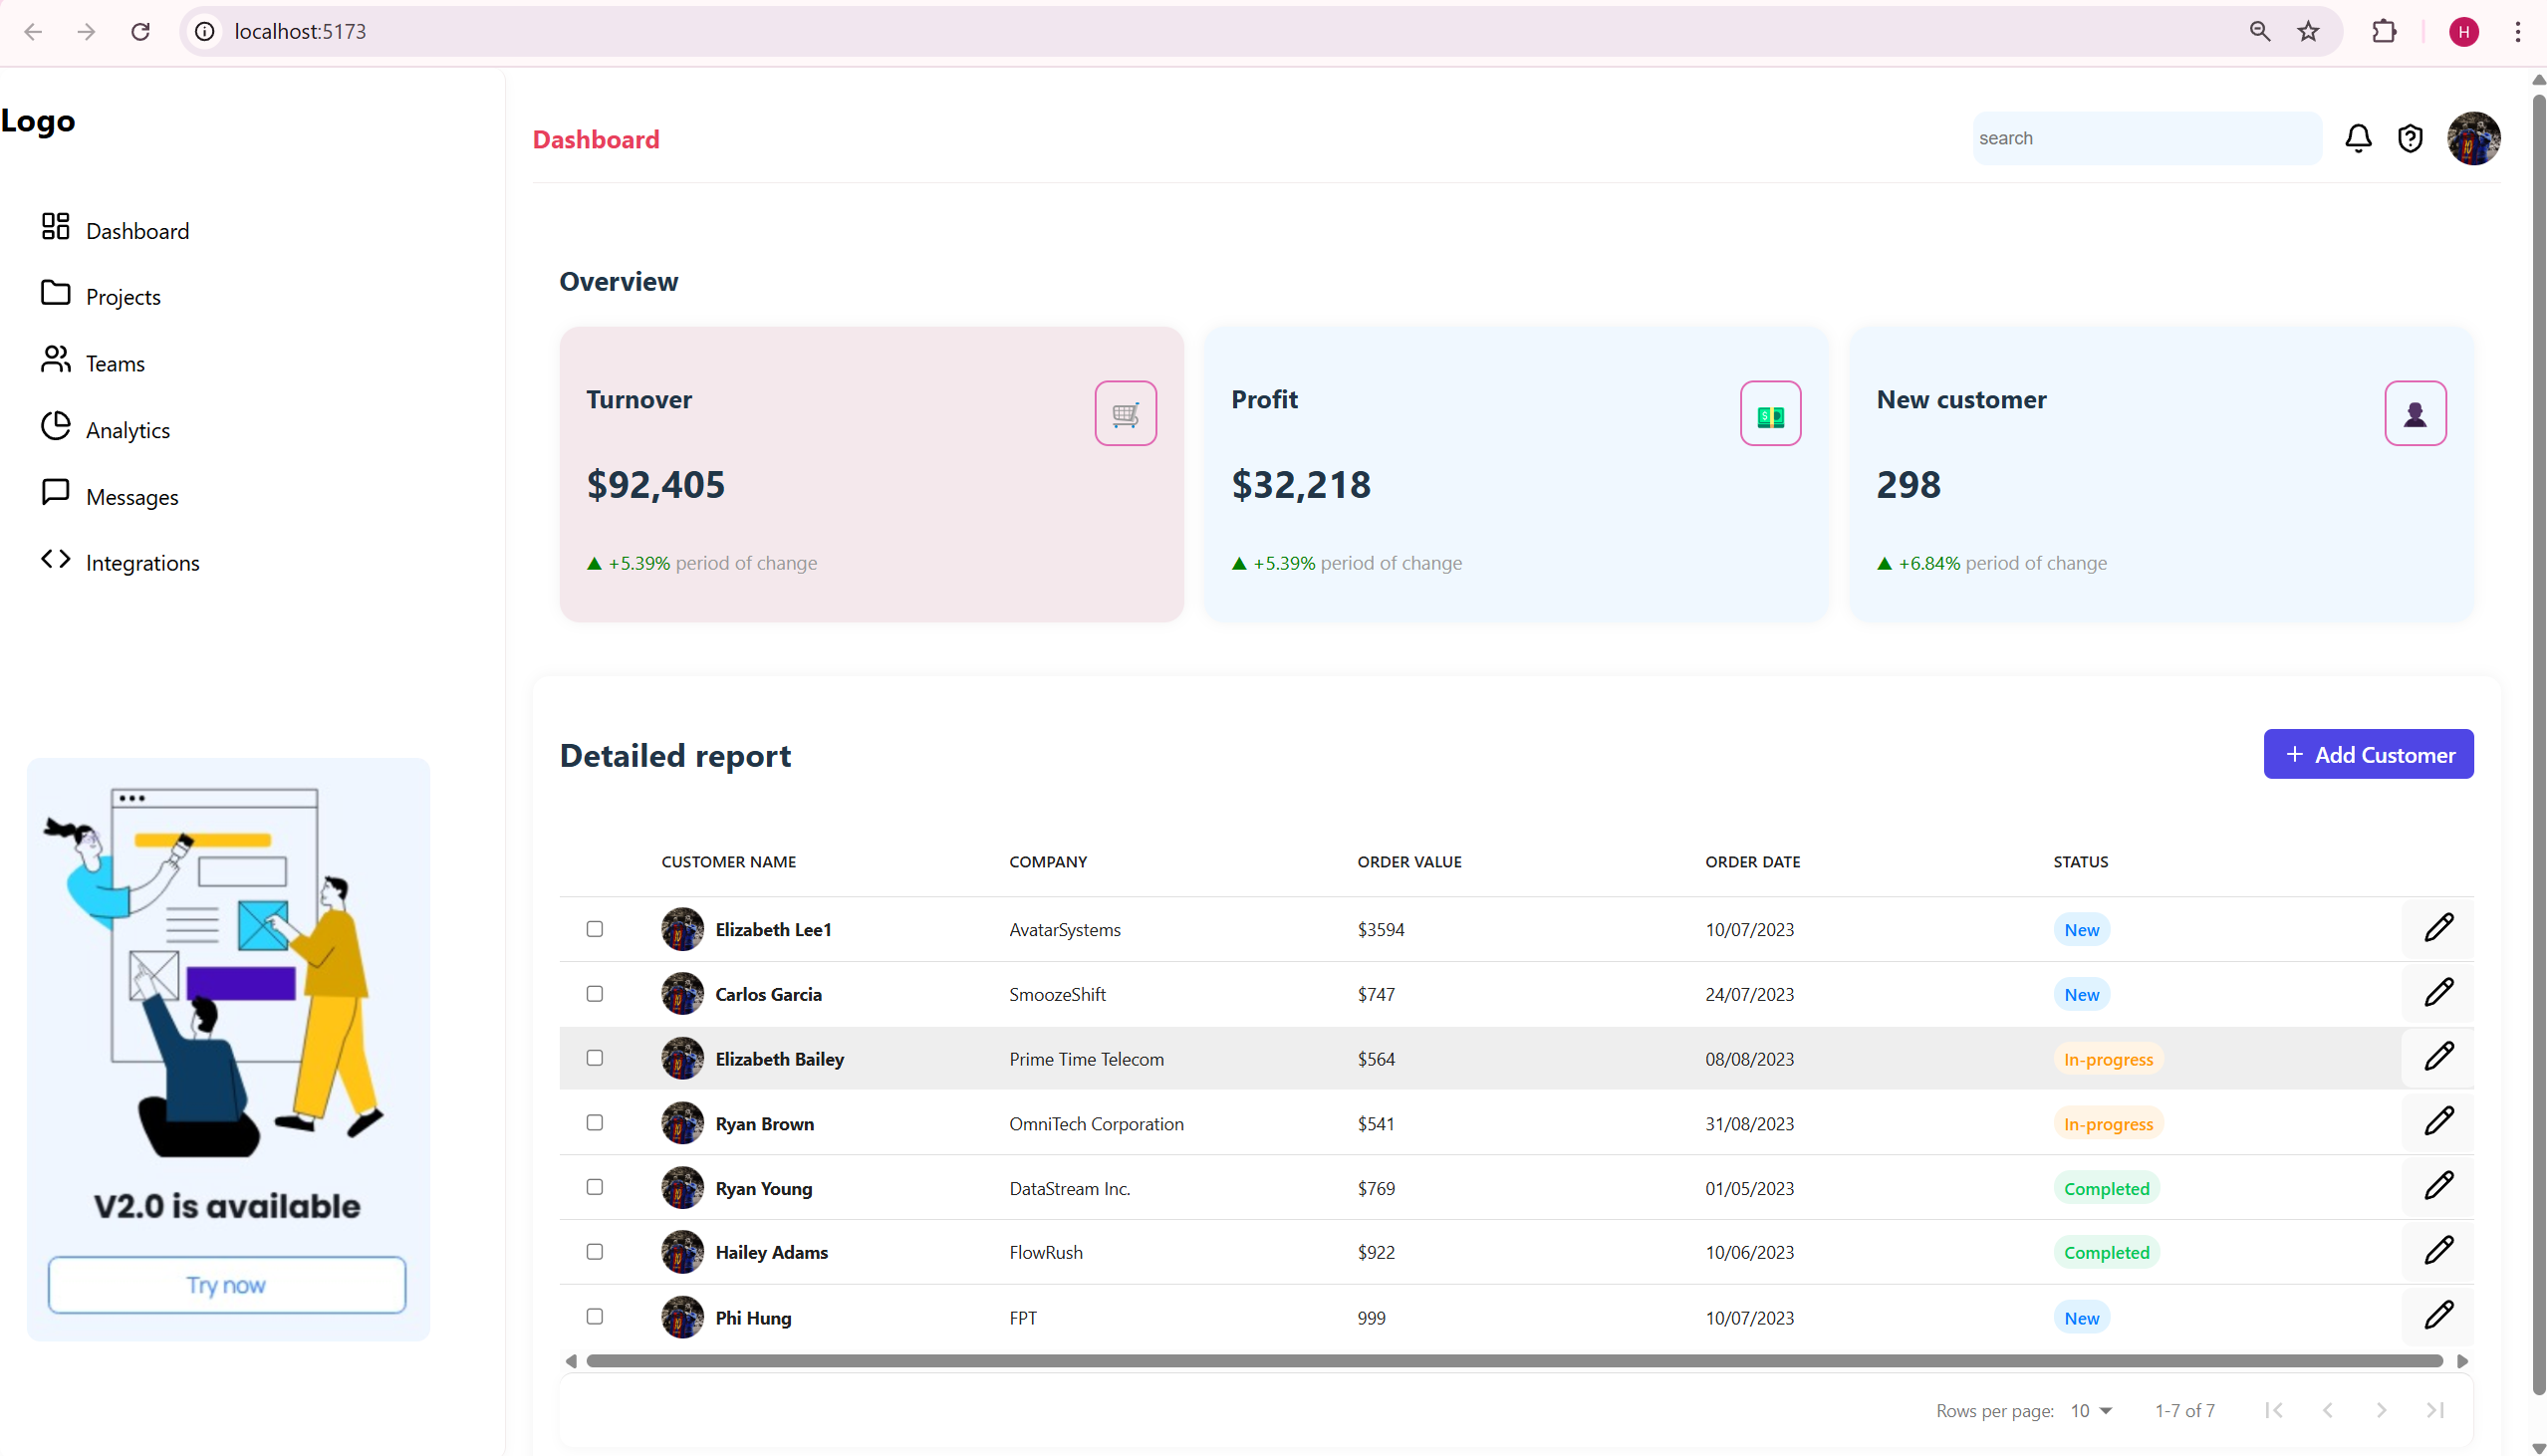 localhost:5173
H
Logo
Dashboard
Projects
Teams
Analytics
Messages
Integrations
V2.0 is available
Try now
Dashboard
search
Overview
Turnover
$92,405
▲ +5.39% period of change
Profit
$32,218
▲ +5.39% period of change
New customer
298
▲ +6.84% period of change
Detailed report
+ Add Customer
CUSTOMER NAME COMPANY ORDER VALUE ORDER DATE STATUS
Elizabeth Lee1 AvatarSystems $3594 10/07/2023 New
Carlos Garcia SmoozeShift $747 24/07/2023 New
Elizabeth Bailey Prime Time Telecom $564 08/08/2023 In-progress
Ryan Brown OmniTech Corporation $541 31/08/2023 In-progress
Ryan Young DataStream Inc. $769 01/05/2023 Completed
Hailey Adams FlowRush $922 10/06/2023 Completed
Phi Hung FPT 999 10/07/2023 New
Rows per page: 10 1-7 of 7